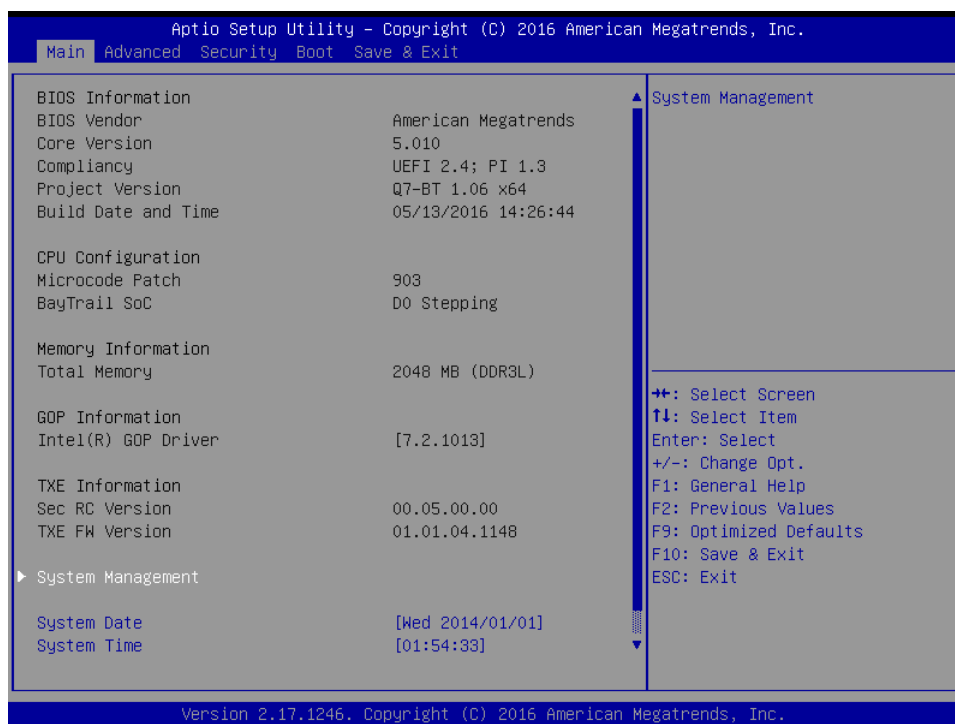 Aptio Setup Utility – Copyright (C) 2016 American Megatrends, Inc.
Main Advanced Security Boot Save & Exit
BIOS Information
BIOS Vendor American Megatrends
Core Version 5.010
Compliancy UEFI 2.4; PI 1.3
Project Version Q7-BT 1.06 x64
Build Date and Time 05/13/2016 14:26:44
CPU Configuration
Microcode Patch 903
BayTrail SoC D0 Stepping
Memory Information
Total Memory 2048 MB (DDR3L)
GOP Information
Intel(R) GOP Driver [7.2.1013]
TXE Information
Sec RC Version 00.05.00.00
TXE FW Version 01.01.04.1148
System Management
System Date [Wed 2014/01/01]
System Time [01:54:33]
System Management
→←: Select Screen
↑↓: Select Item
Enter: Select
+/-: Change Opt.
F1: General Help
F2: Previous Values
F9: Optimized Defaults
F10: Save & Exit
ESC: Exit
Version 2.17.1246. Copyright (C) 2016 American Megatrends, Inc.